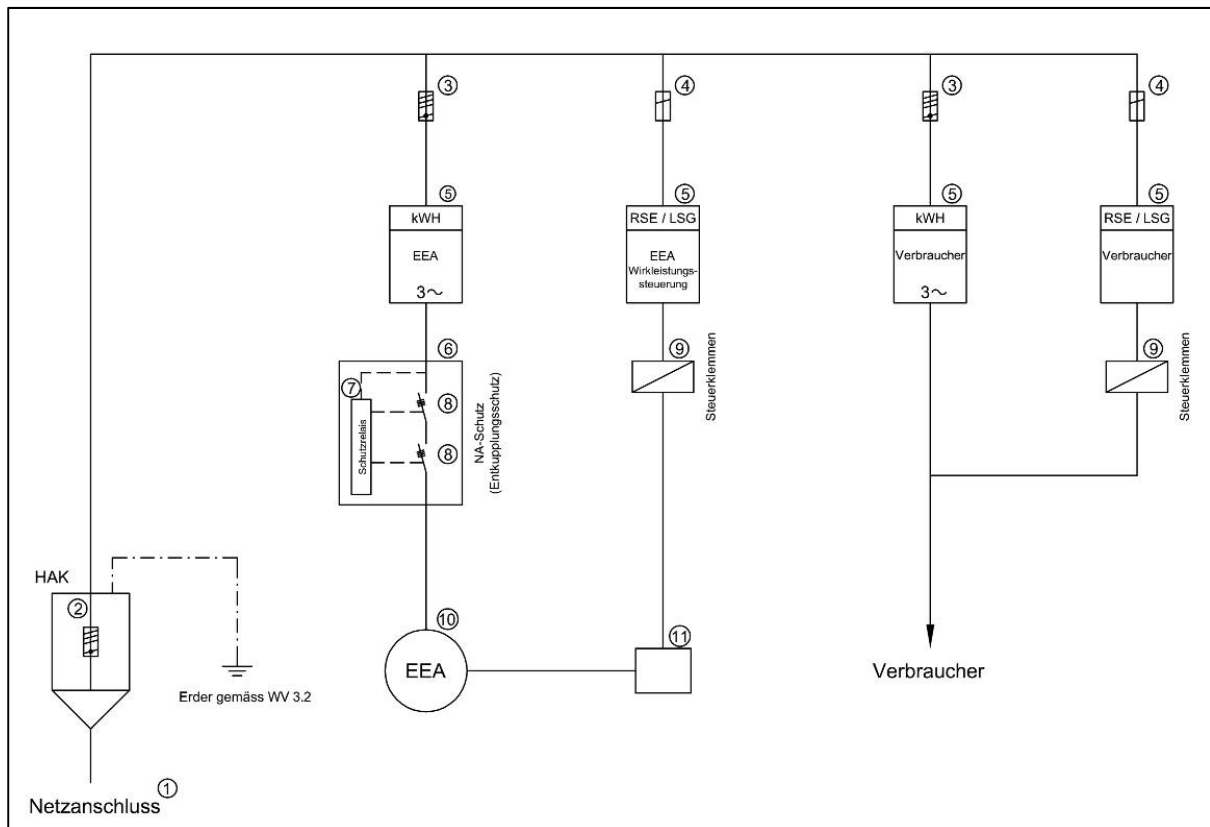 ③
④
③
④
⑤
⑤
⑤
⑤
kWH
RSE / LSG
kWH
RSE / LSG
EEA
3~
EEA
Wirkleistungs-
steuerung
Verbraucher
3~
Verbraucher
⑥
⑦
⑧
⑧
Schutzrelais
NA-Schutz
(Entkupplungsschutz)
⑨
Steuerklemmen
⑨
Steuerklemmen
HAK
②
Erder gemäss WV 3.2
⑩
EEA
⑪
Verbraucher
Netzanschluss ①